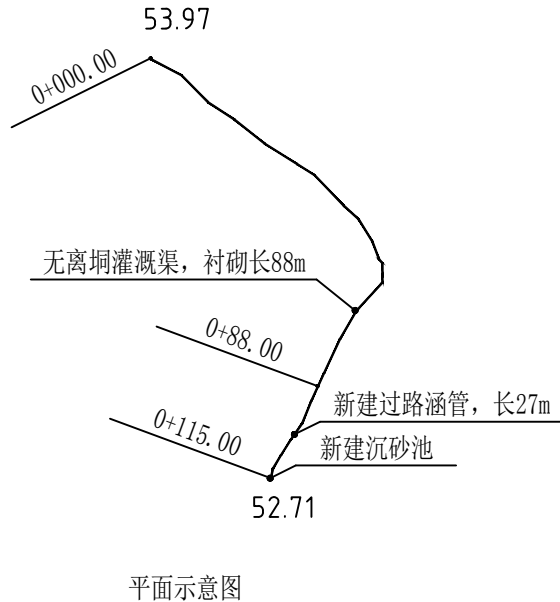 53.97
0+000.00
无离垌灌溉渠，衬砌长88m
0+88.00
新建过路涵管，长27m
0+115.00
新建沉砂池
52.71
平面示意图